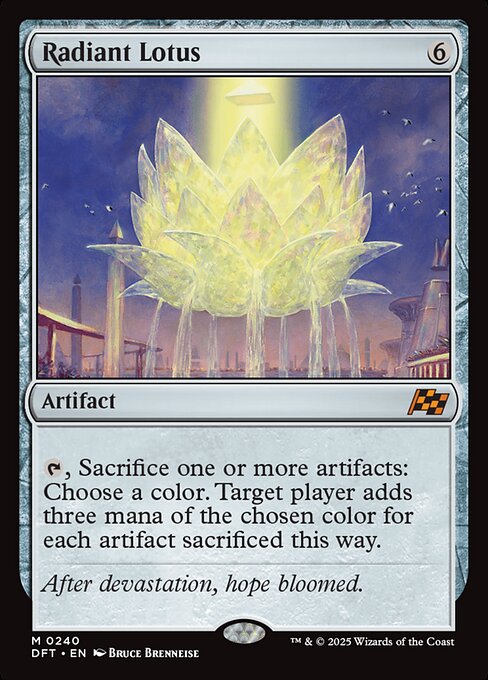 Radiant Lotus 6
Artifact
, Sacrifice one or more artifacts:
Choose a color. Target player adds
three mana of the chosen color for
each artifact sacrificed this way.
After devastation, hope bloomed.
M 0240
DFT • EN Bruce Brenneise
™ & © 2025 Wizards of the Coast